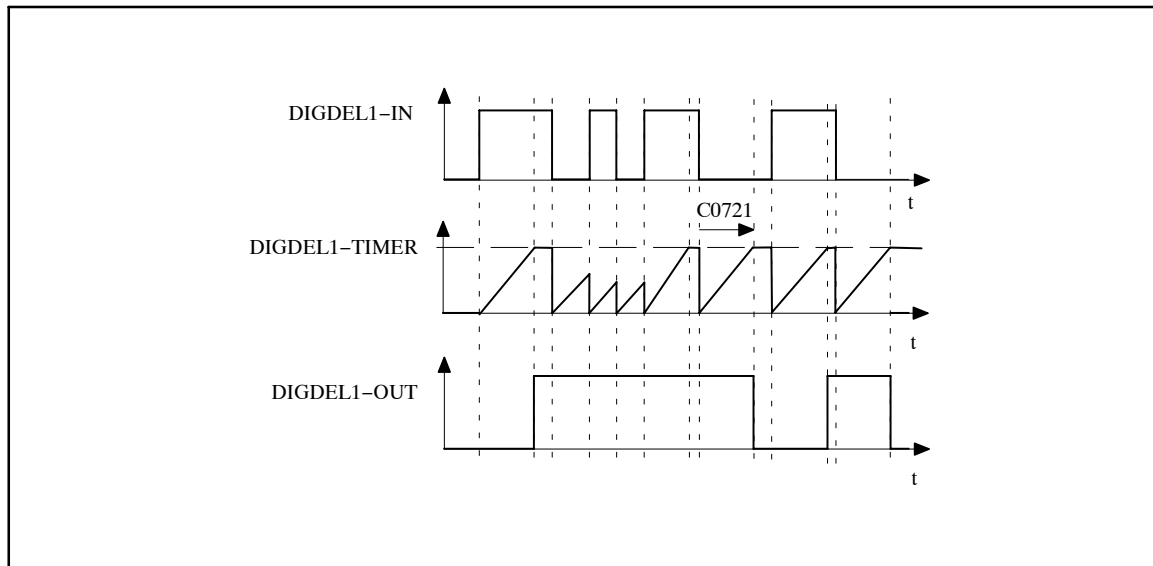 DIGDEL1−IN
t
C0721
DIGDEL1−TIMER
t
DIGDEL1−OUT
t